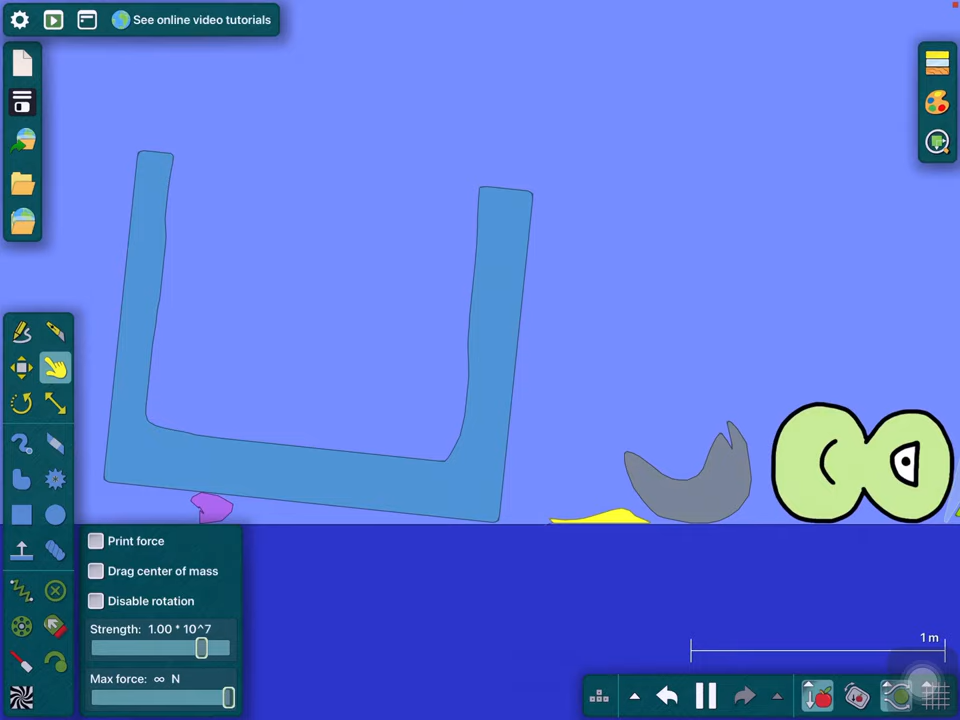 See online video tutorials
Print force
Drag center of mass
Disable rotation
Strength: 1.00 * 10^7
Max force: ∞ N
1 m